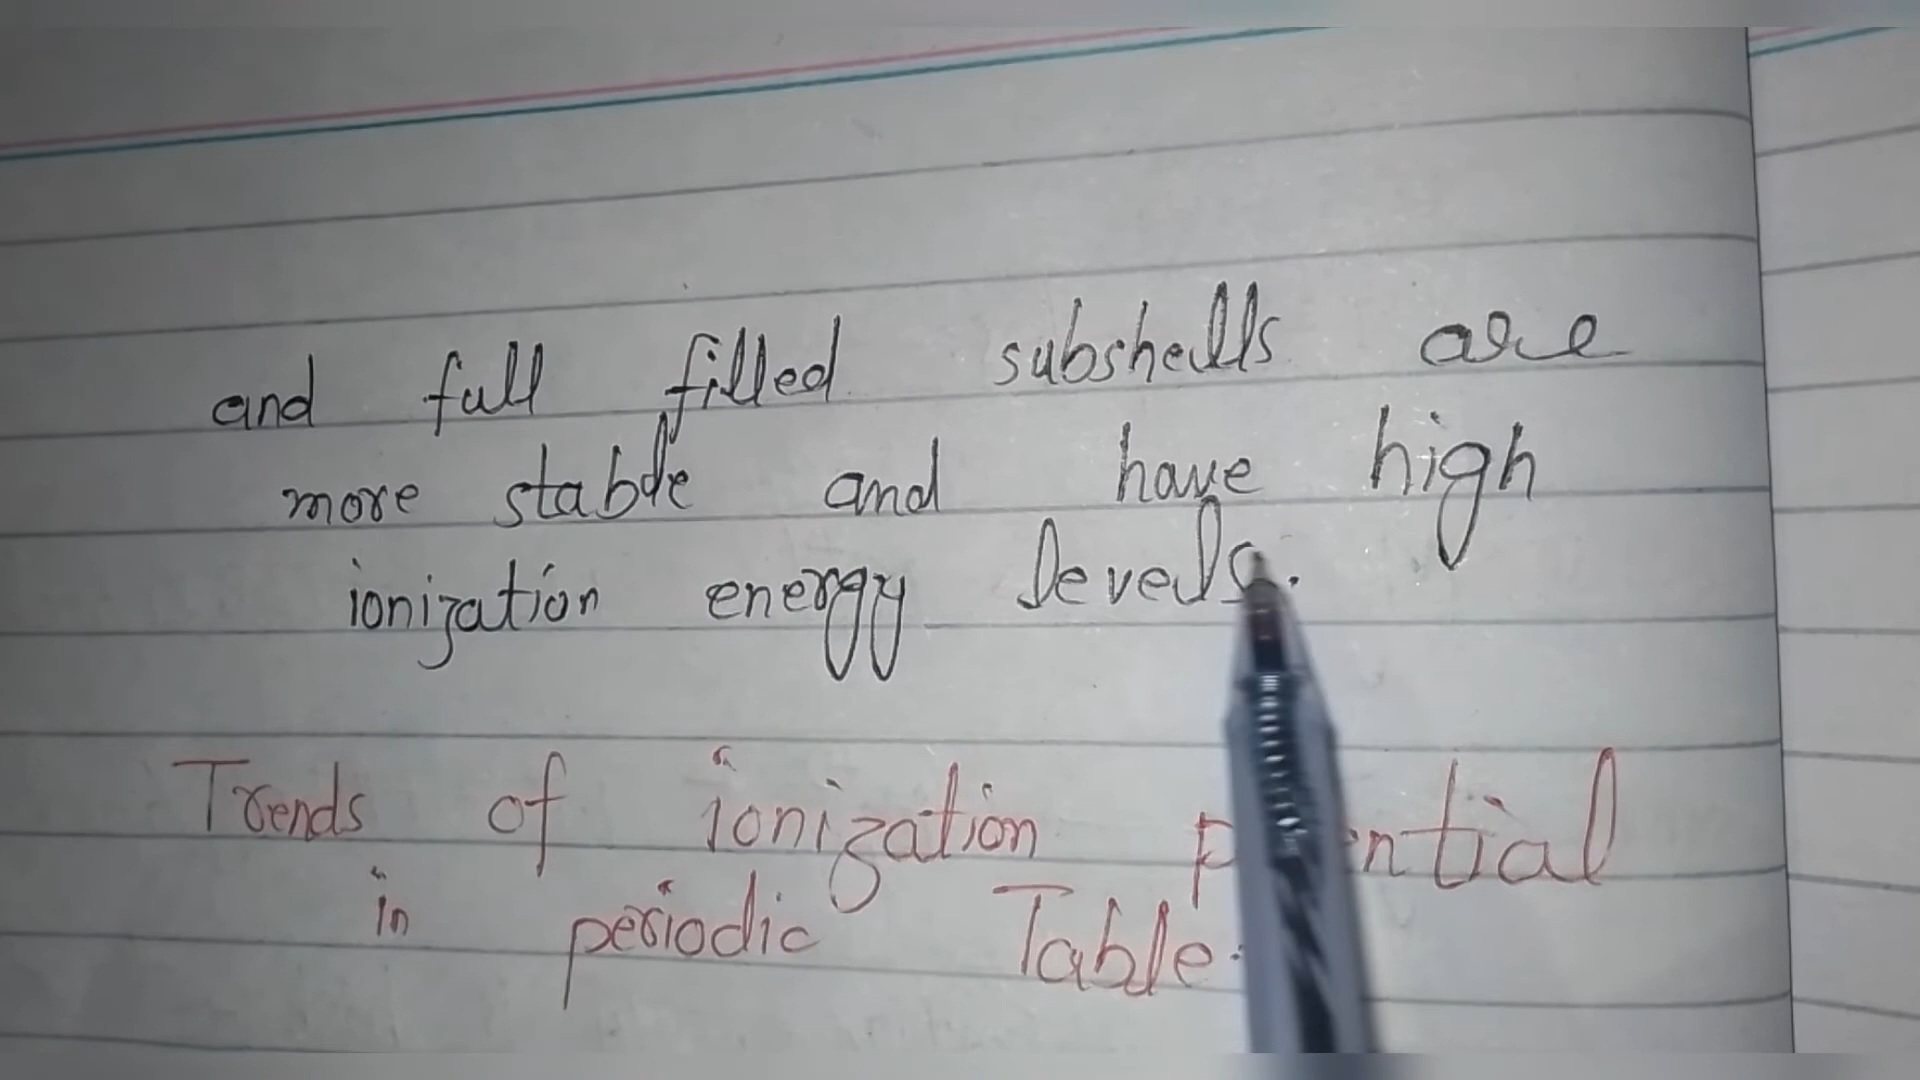 and full filled subshells are
more stable and have high
ionization energy levels.
Trends of ionization
in periodic Table.